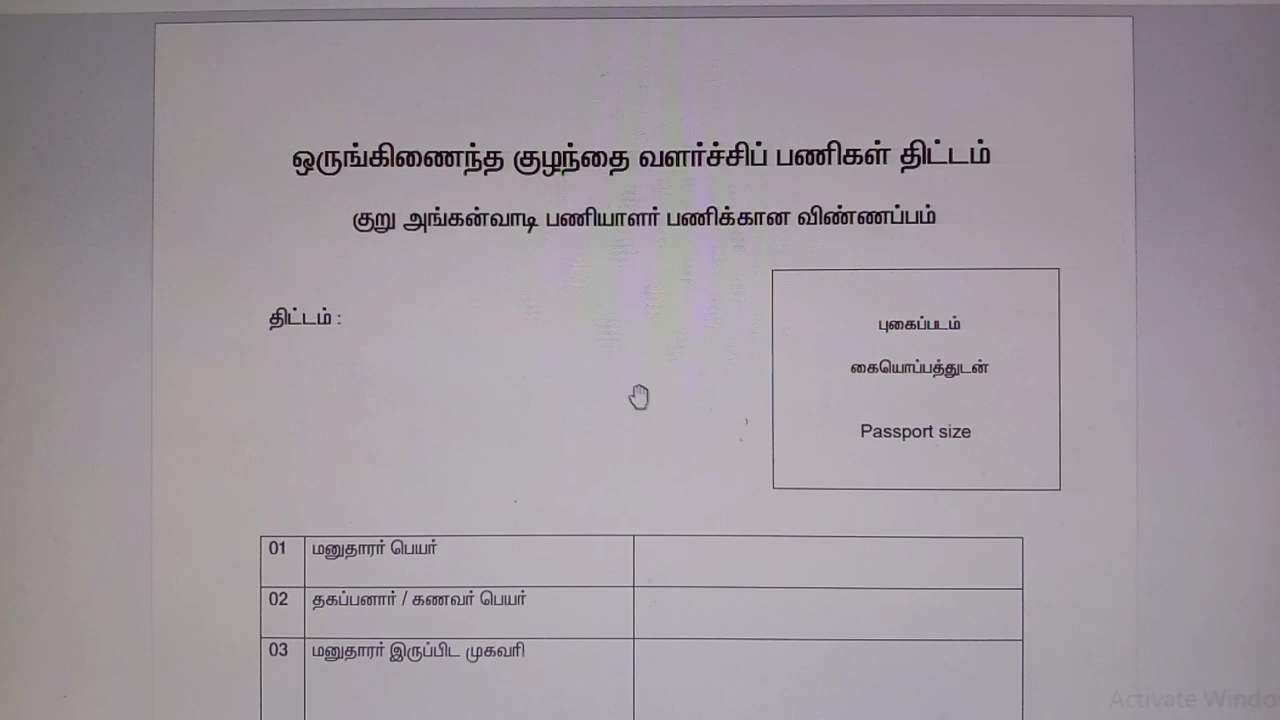 ஒருங்கிணைந்த குழந்தை வளர்ச்சிப் பணிகள் திட்டம்
குறு அங்கன்வாடி பணியாளர் பணிக்கான விண்ணப்பம்
திட்டம் :
புகைப்படம்
கையொப்பத்துடன்
Passport size
01 மனுதாரர் பெயர்
02 தகப்பனார் / கணவர் பெயர்
03 மனுதாரர் இருப்பிட முகவரி
Activate Windo